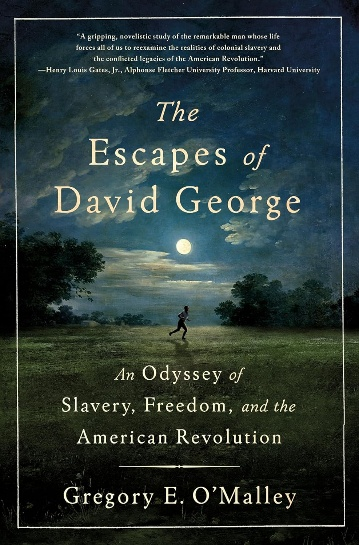 "A gripping, novelistic study of the remarkable man whose life
forces all of us to reexamine the realities of colonial slavery and
the conflicted legacies of the American Revolution."
—Henry Louis Gates, Jr., Alphonse Fletcher University Professor, Harvard University
The
Escapes of
David George
An Odyssey of
Slavery, Freedom, and the
American Revolution
Gregory E. O'Malley